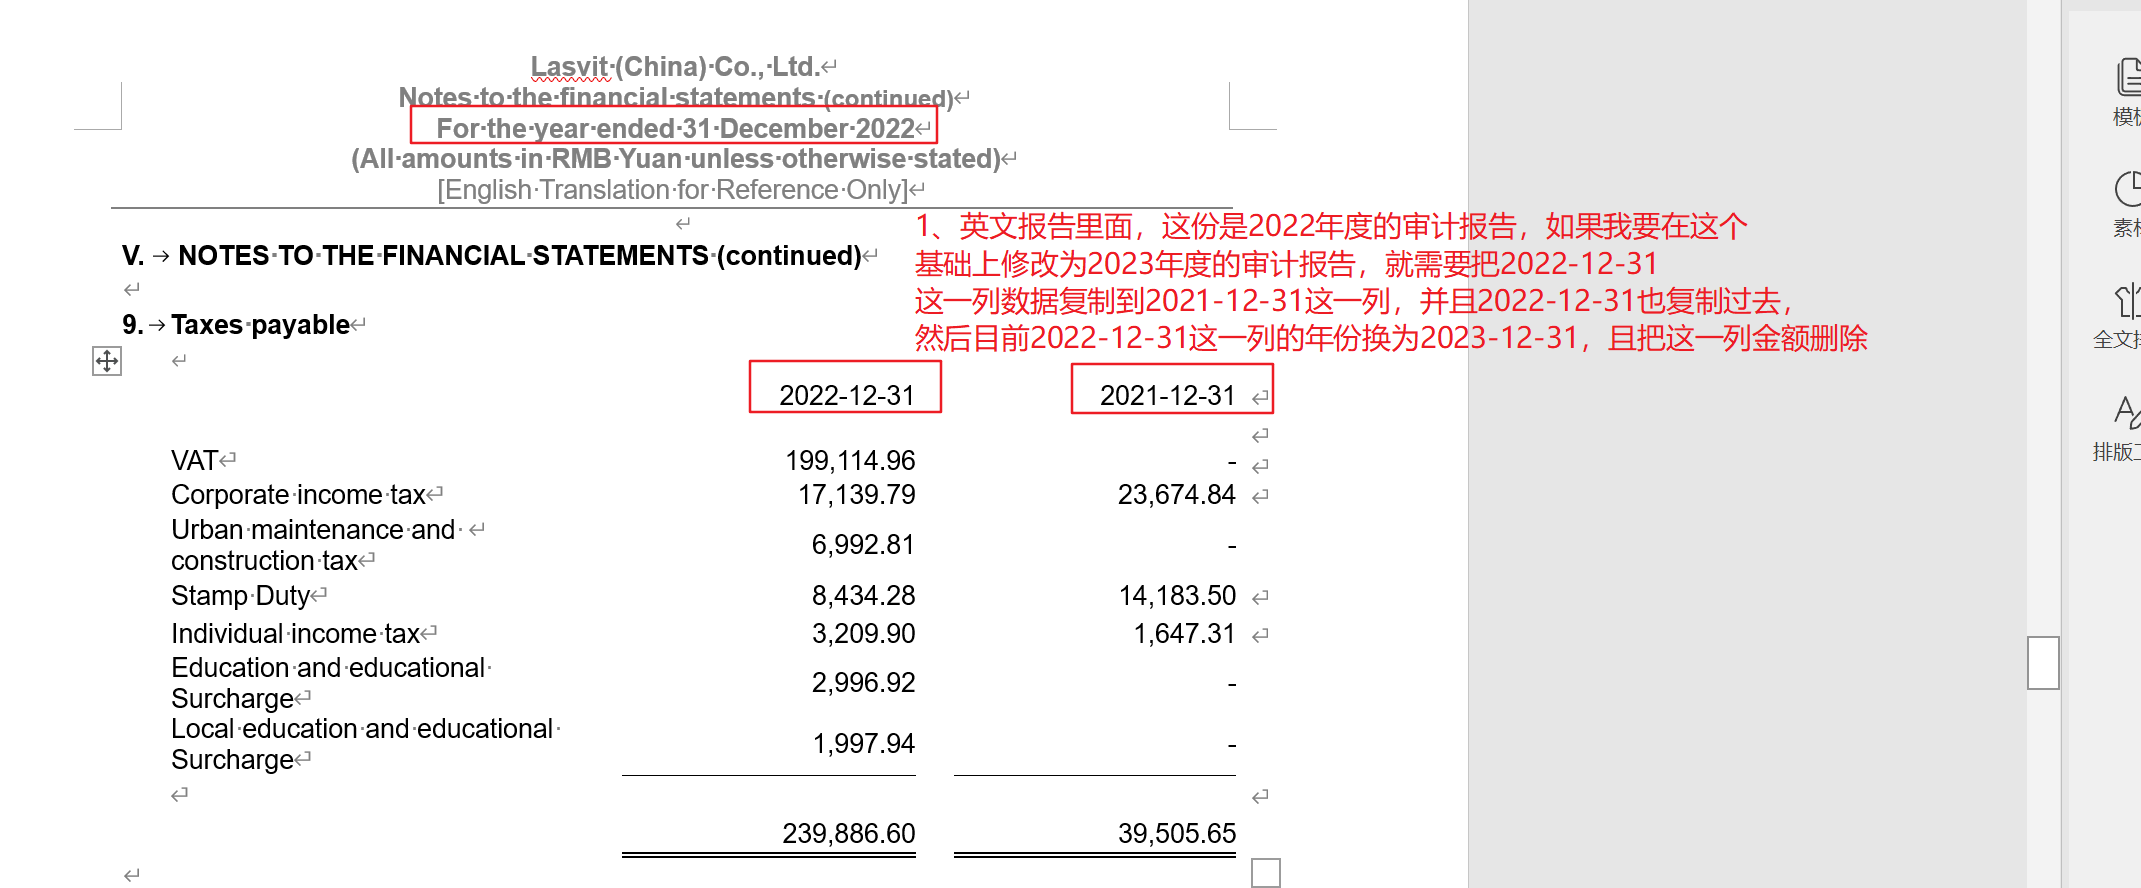 Lasvit (China) Co., Ltd.
Notes to the financial statements (continued)
For the year ended 31 December 2022
(All amounts in RMB Yuan unless otherwise stated)
[English Translation for Reference Only]
1、英文报告里面，这份是2022年度的审计报告，如果我要在这个
基础上修改为2023年度的审计报告，就需要把2022-12-31
这一列数据复制到2021-12-31这一列，并且2022-12-31也复制过去，
然后目前2022-12-31这一列的年份换为2023-12-31，且把这一列金额删除
V. → NOTES TO THE FINANCIAL STATEMENTS (continued)
9. → Taxes payable
2022-12-31 2021-12-31
VAT 199,114.96 -
Corporate income tax 17,139.79 23,674.84
Urban maintenance and
construction tax 6,992.81 -
Stamp Duty 8,434.28 14,183.50
Individual income tax 3,209.90 1,647.31
Education and educational
Surcharge 2,996.92 -
Local education and educational
Surcharge 1,997.94 -
239,886.60 39,505.65
全文
排版